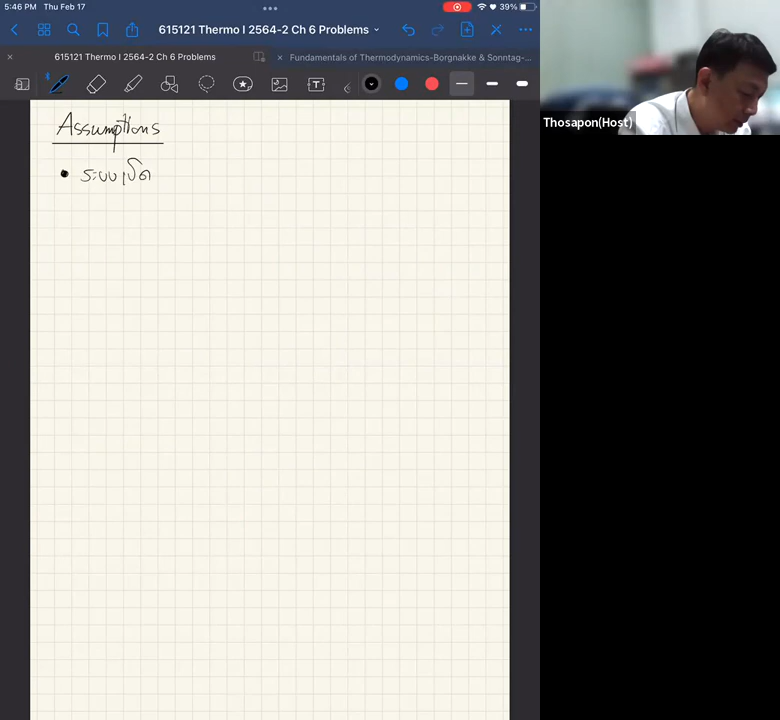 5:46 PM Thu Feb 17
39%
615121 Thermo I 2564-2 Ch 6 Problems
615121 Thermo I 2564-2 Ch 6 Problems
Fundamentals of Thermodynamics-Borgnakke & Sonntag-...
T
Thosapon(Host)
Assumptions
• ระบบเปิด